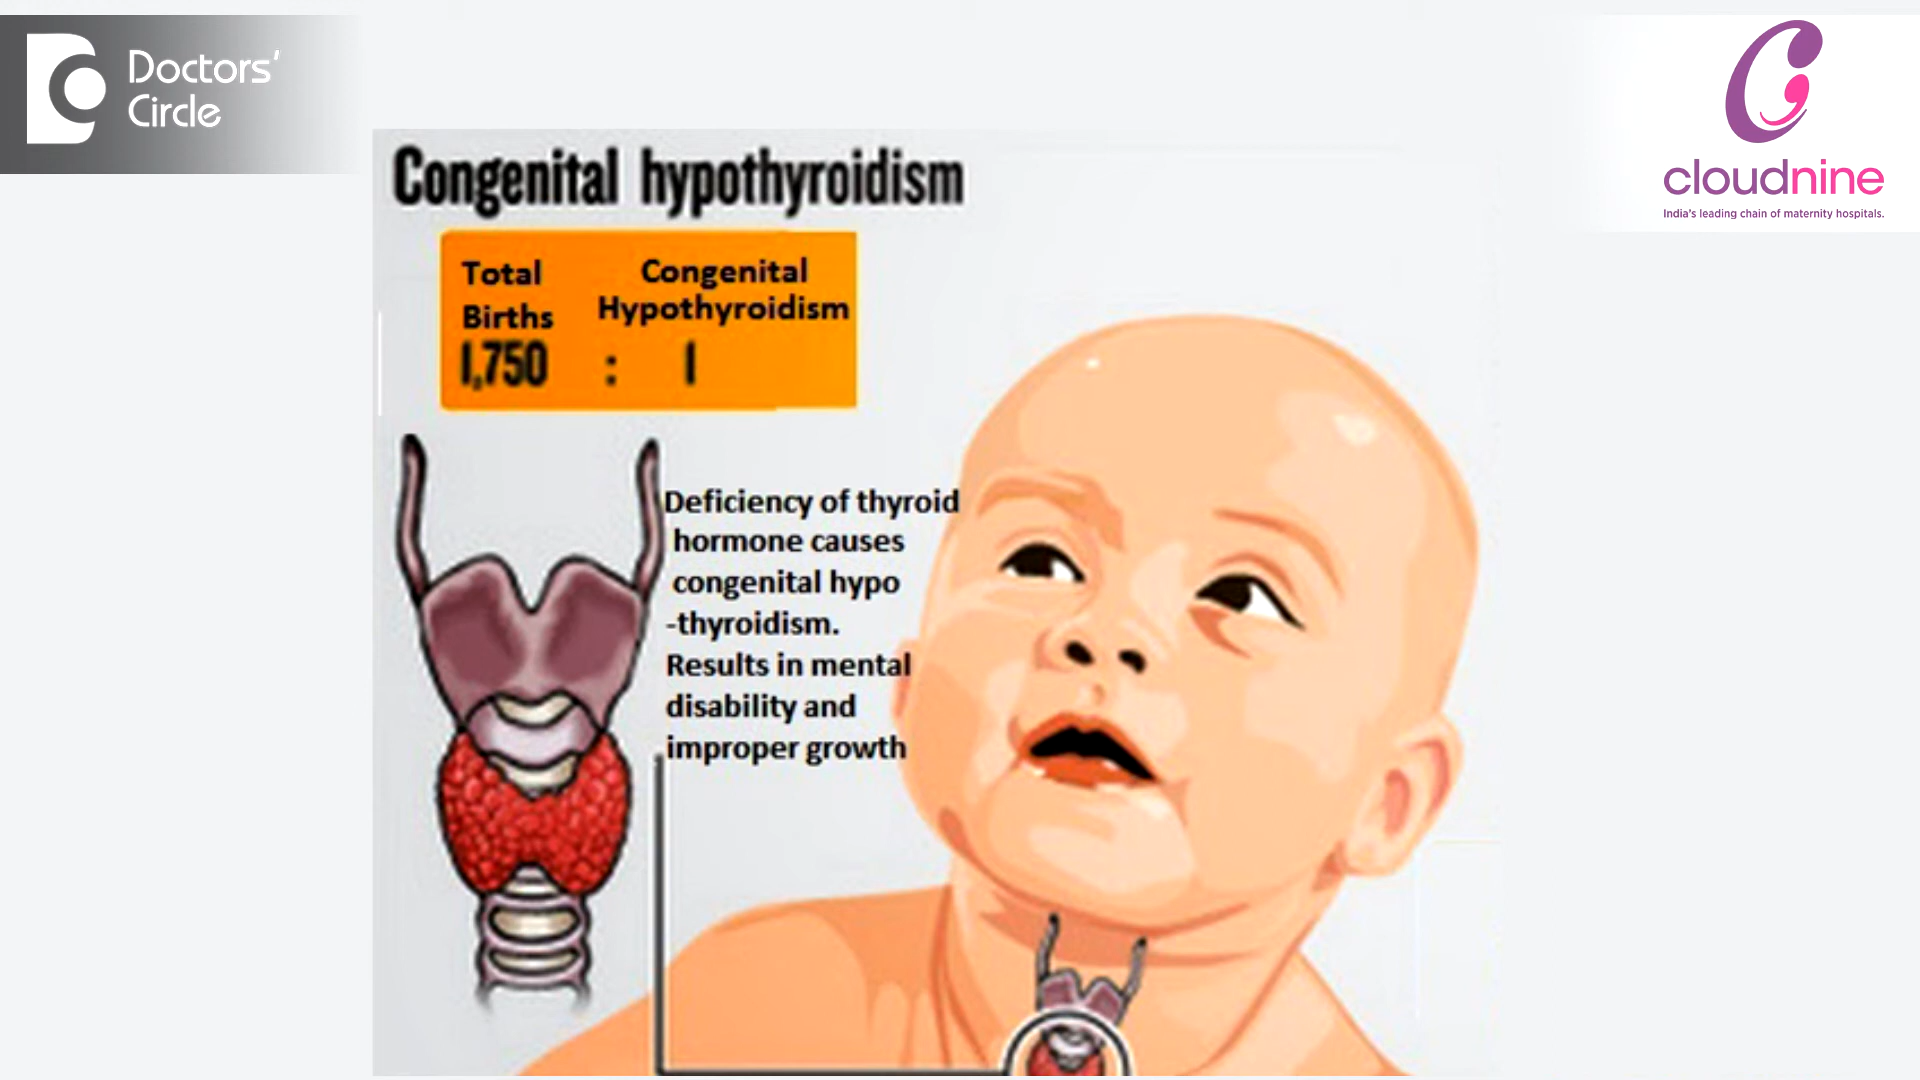 Doctors'
Circle
cloudnine
India's leading chain of maternity hospitals.
Congenital hypothyroidism
Total Births
Congenital Hypothyroidism
1,750 : 1
Deficiency of thyroid
hormone causes
congenital hypo
-thyroidism.
Results in mental
disability and
improper growth